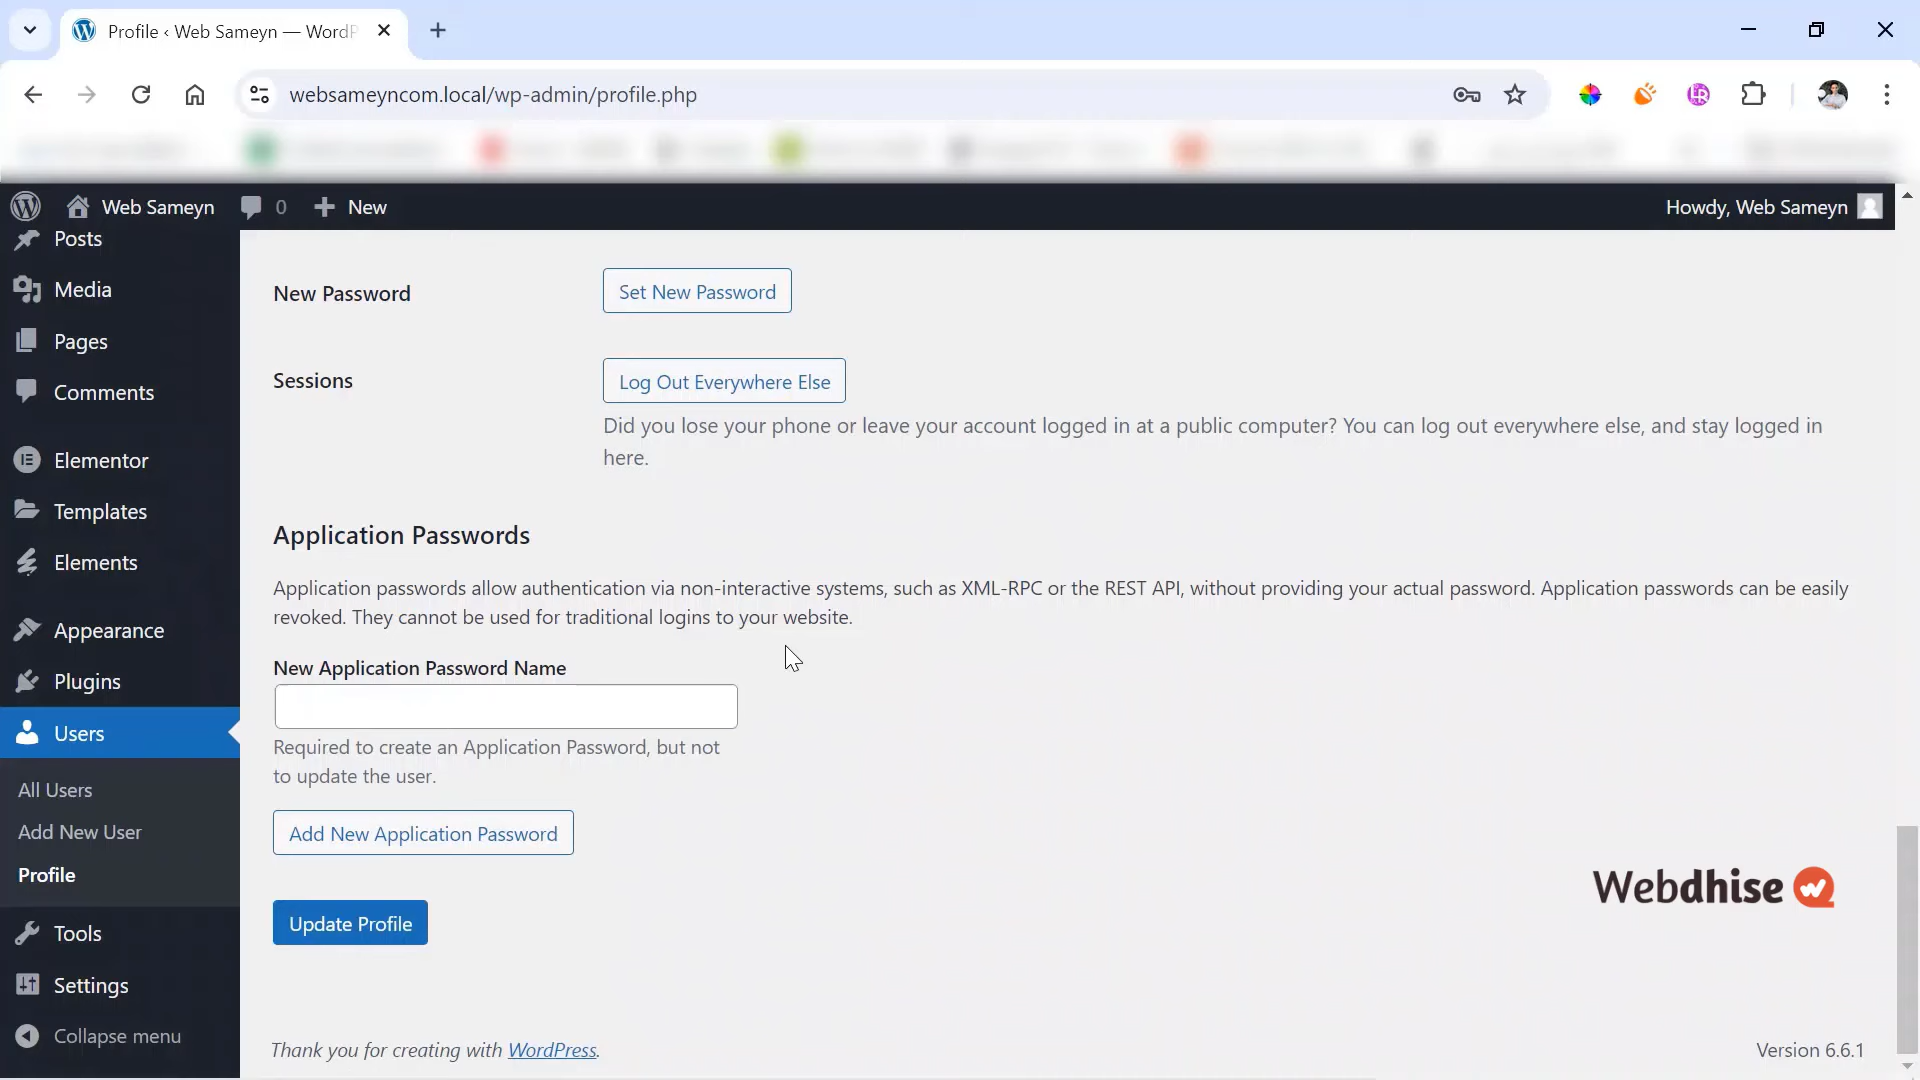 Profile ‹ Web Sameyn — WordP
websameyncom.local/wp-admin/profile.php
Web Sameyn
0
New
Howdy, Web Sameyn
Posts
Media
Pages
Comments
Elementor
Templates
Elements
Appearance
Plugins
Users
All Users
Add New User
Profile
Tools
Settings
Collapse menu
New Password
Set New Password
Sessions
Log Out Everywhere Else
Did you lose your phone or leave your account logged in at a public computer? You can log out everywhere else, and stay logged in
here.
Application Passwords
Application passwords allow authentication via non-interactive systems, such as XML-RPC or the REST API, without providing your actual password. Application passwords can be easily
revoked. They cannot be used for traditional logins to your website.
New Application Password Name
Required to create an Application Password, but not
to update the user.
Add New Application Password
Update Profile
Webdhise
Thank you for creating with WordPress.
Version 6.6.1